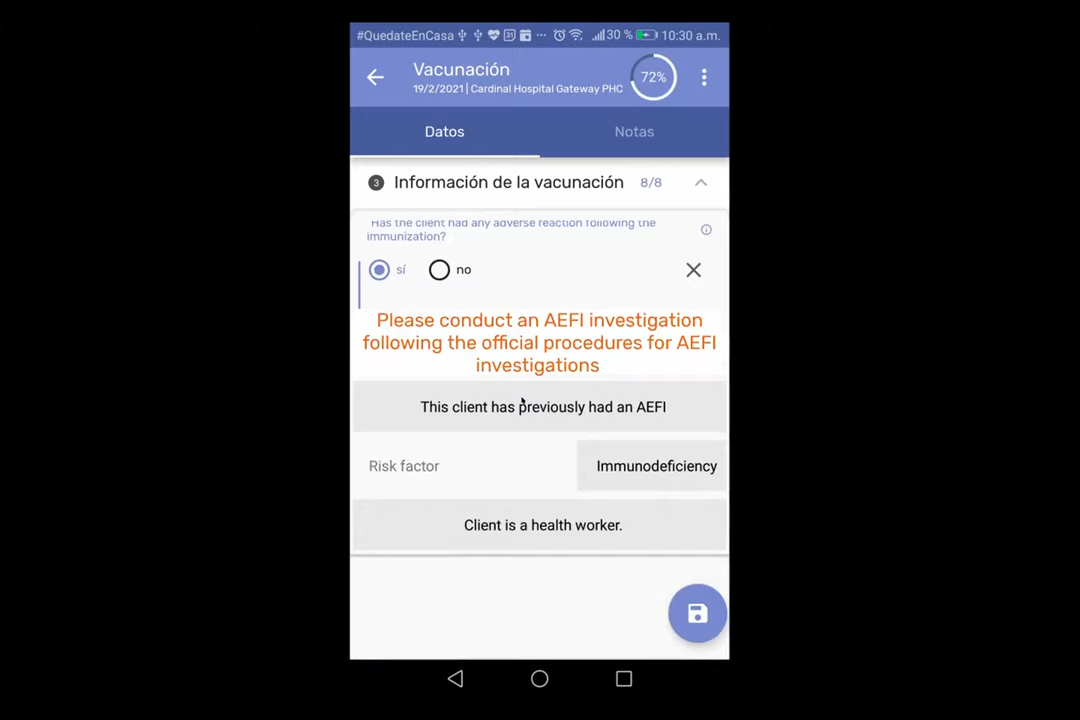 #QuedateEnCasa 31 ... 30 % 10:30 a.m.
Vacunación
19/2/2021 | Cardinal Hospital Gateway PHC
72%
Datos Notas
3 Información de la vacunación 8/8
Has the client had any adverse reaction following the
immunization?
sí no
Please conduct an AEFI investigation
following the official procedures for AEFI
investigations
This client has previously had an AEFI
Risk factor Immunodeficiency
Client is a health worker.